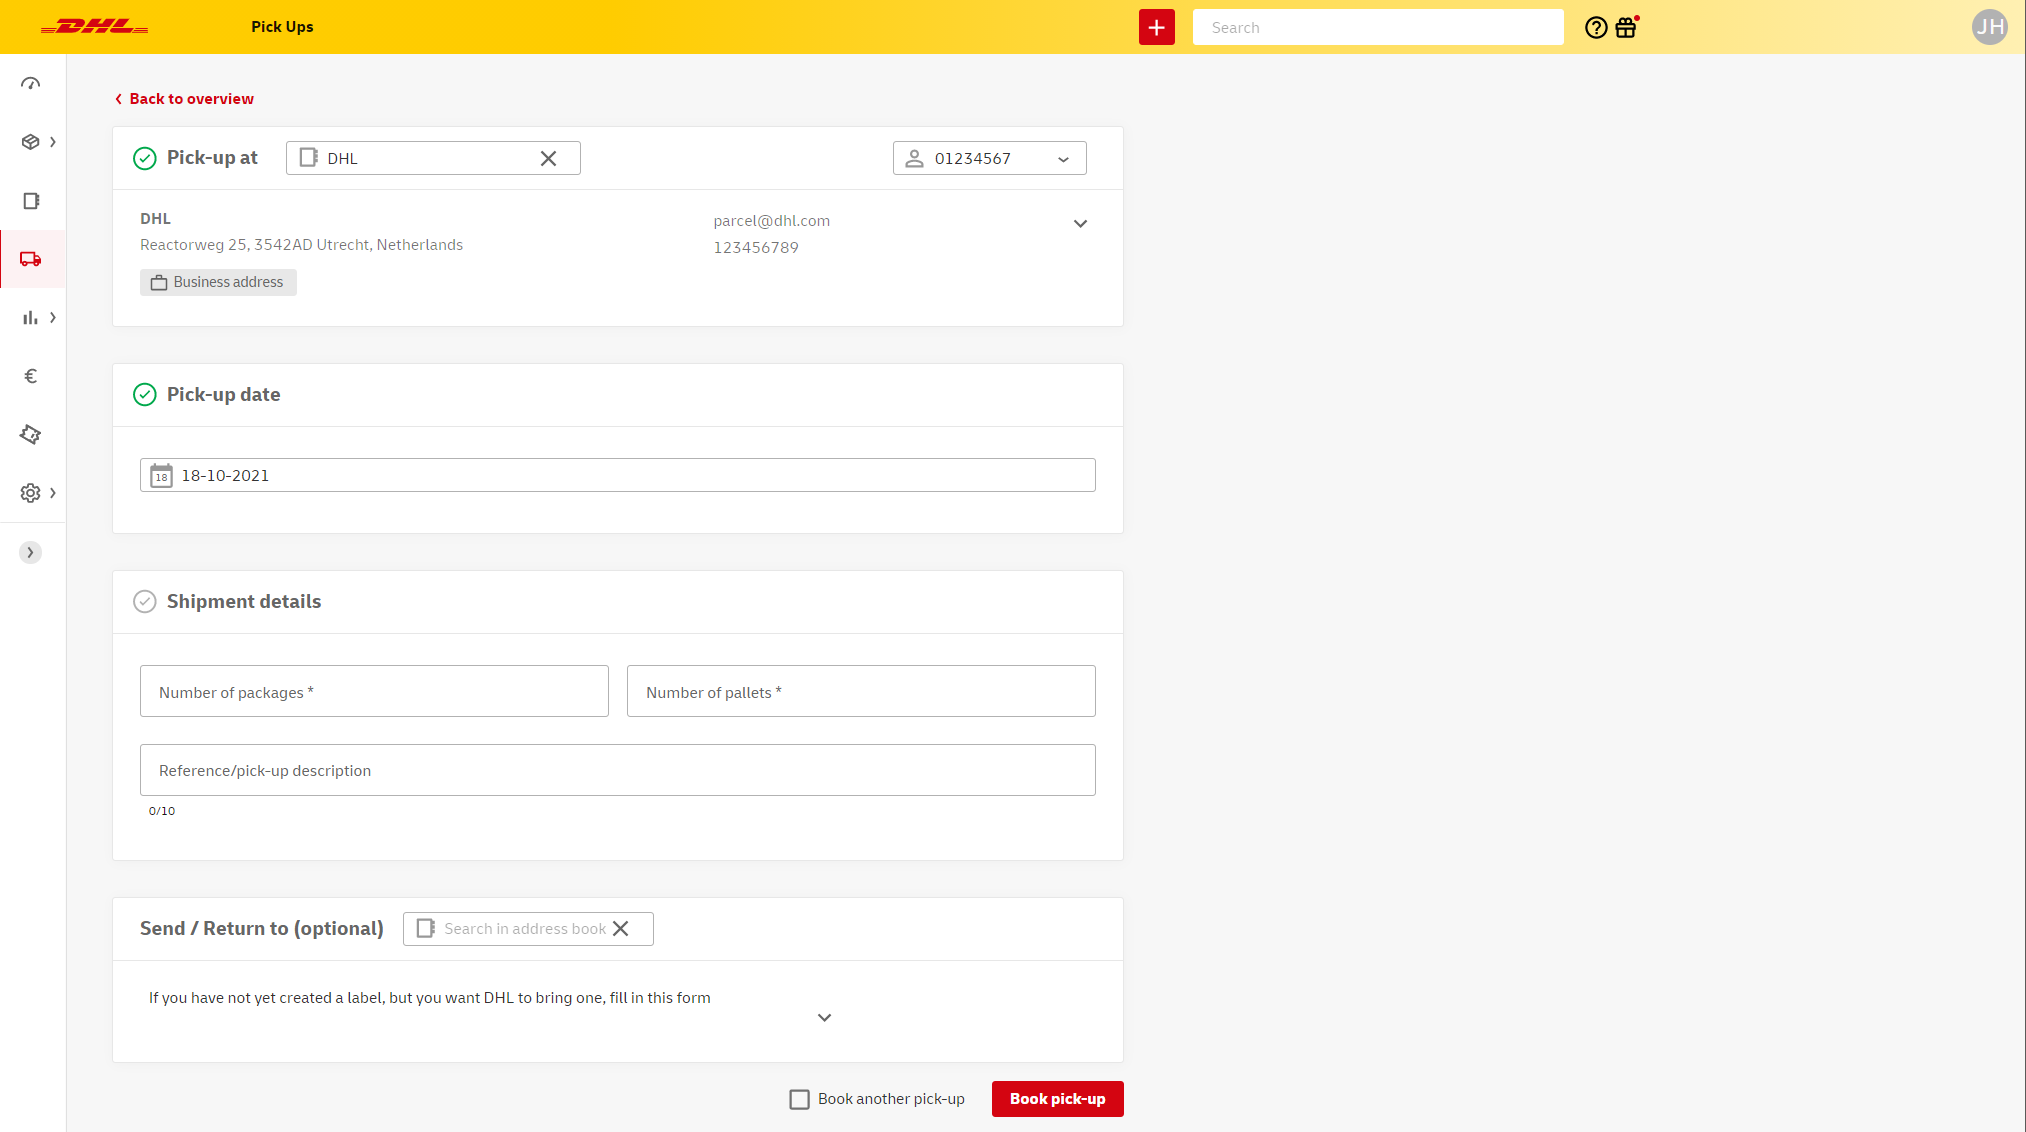 DHL
Pick Ups
Search
JH
Back to overview
Pick-up at
DHL
01234567
DHL
parcel@dhl.com
Reactorweg 25, 3542AD Utrecht, Netherlands
123456789
Business address
Pick-up date
18
18-10-2021
Shipment details
Number of packages *
Number of pallets *
Reference/pick-up description
0/10
Send / Return to (optional)
Search in address book
If you have not yet created a label, but you want DHL to bring one, fill in this form
Book another pick-up
Book pick-up